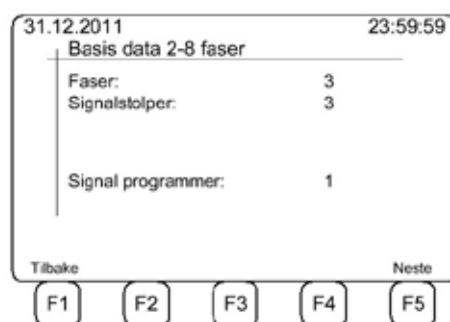 31.12.2011 23:59:59
Basis data 2-8 faser
Faser: 3
Signalstolper: 3
Signal programmer: 1
Tilbake Neste
F1 F2 F3 F4 F5